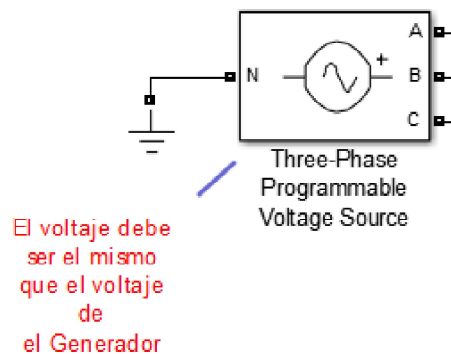 A
N
+
B
C
Three-Phase
Programmable
Voltage Source
El voltaje debe
ser el mismo
que el voltaje
de
el Generador